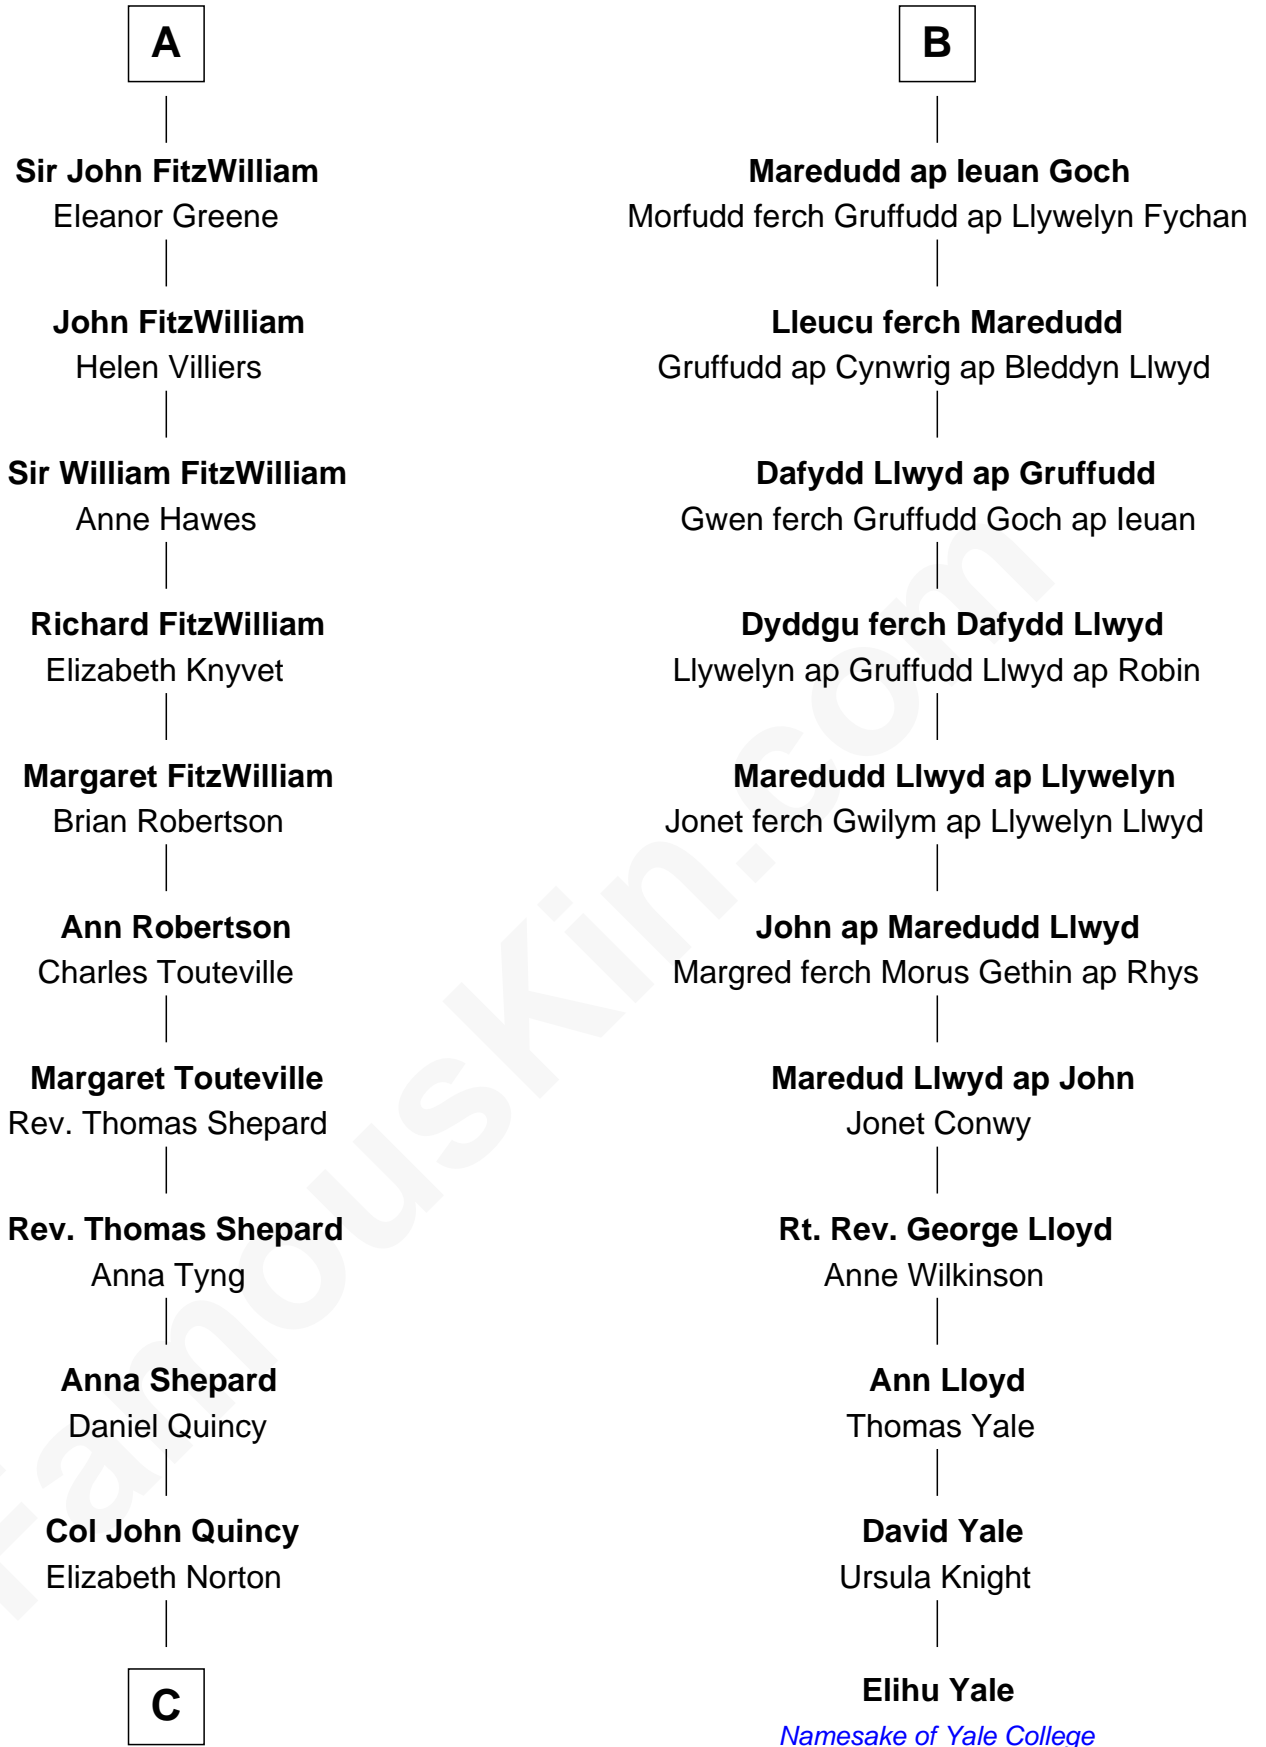 A
Sir John FitzWilliam
Eleanor Greene
John FitzWilliam
Helen Villiers
Sir William FitzWilliam
Anne Hawes
Richard FitzWilliam
Elizabeth Knyvet
Margaret FitzWilliam
Brian Robertson
Ann Robertson
Charles Touteville
Margaret Touteville
Rev. Thomas Shepard
Rev. Thomas Shepard
Anna Tyng
Anna Shepard
Daniel Quincy
Col John Quincy
Elizabeth Norton
C
B
Maredudd ap Ieuan Goch
Morfudd ferch Gruffudd ap Llywelyn Fychan
Lleucu ferch Maredudd
Gruffudd ap Cynwrig ap Bleddyn Llwyd
Dafydd Llwyd ap Gruffudd
Gwen ferch Gruffudd Goch ap Ieuan
Dyddgu ferch Dafydd Llwyd
Llywelyn ap Gruffudd Llwyd ap Robin
Maredudd Llwyd ap Llywelyn
Jonet ferch Gwilym ap Llywelyn Llwyd
John ap Maredudd Llwyd
Margred ferch Morus Gethin ap Rhys
Maredud Llwyd ap John
Jonet Conwy
Rt. Rev. George Lloyd
Anne Wilkinson
Ann Lloyd
Thomas Yale
David Yale
Ursula Knight
Elihu Yale
Namesake of Yale College
FamousKin.com